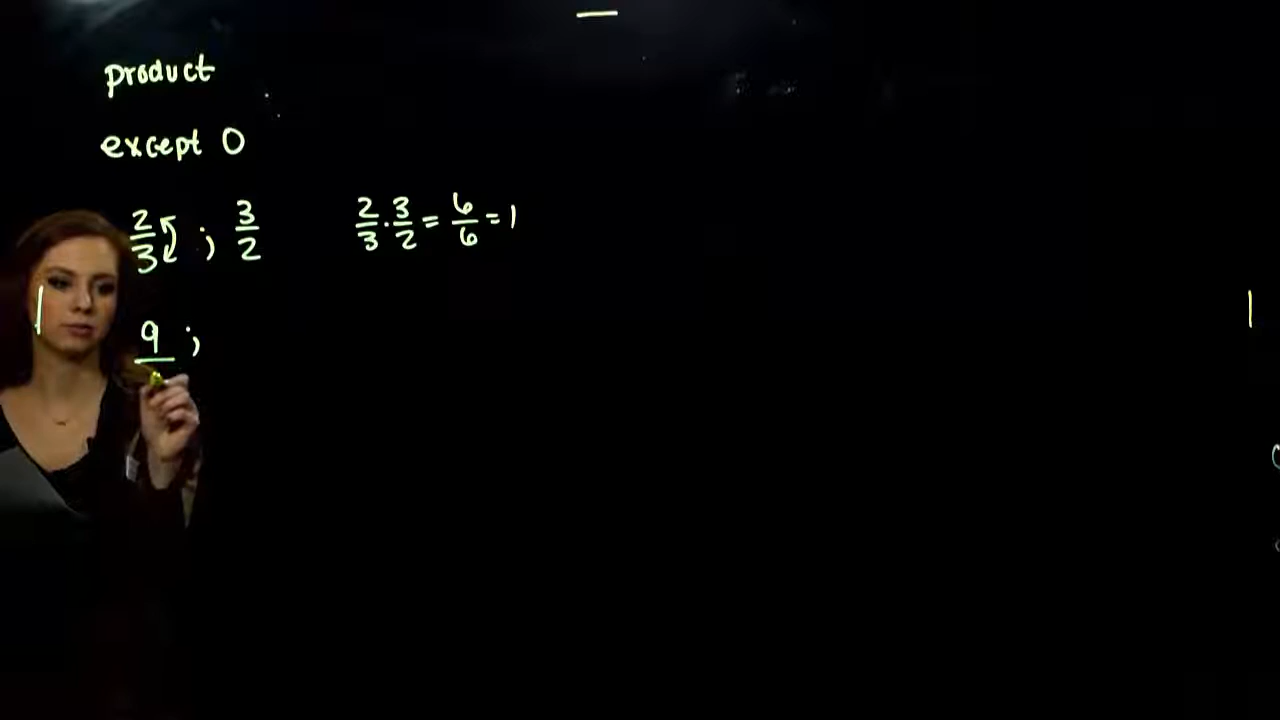 product
except 0
2/3 ; 3/2 2/3 · 3/2 = 6/6 = 1
9 ;